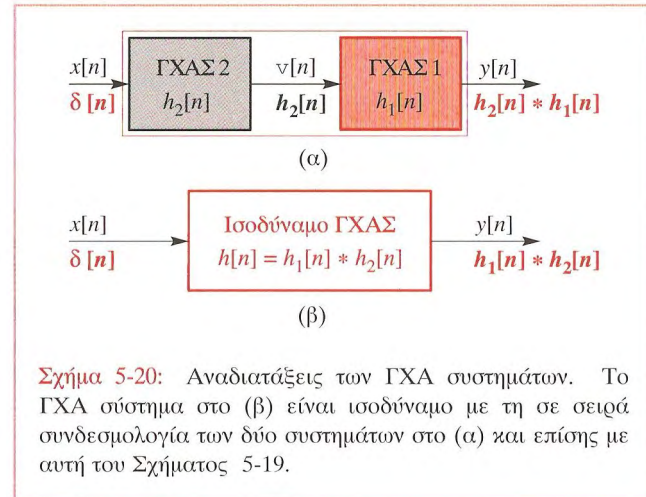 x[n] ΓΧΑΣ 2 v[n] ΓΧΑΣ 1 y[n]
δ[n] h₂[n] h₂[n] h₁[n] h₂[n] * h₁[n]
(α)
x[n] Ισοδύναμο ΓΧΑΣ y[n]
δ[n] h[n] = h₁[n] * h₂[n] h₁[n] * h₂[n]
(β)
Σχήμα 5-20: Αναδιατάξεις των ΓΧΑ συστημάτων. Το
ΓΧΑ σύστημα στο (β) είναι ισοδύναμο με τη σε σειρά
συνδεσμολογία των δύο συστημάτων στο (α) και επίσης με
αυτή του Σχήματος 5-19.